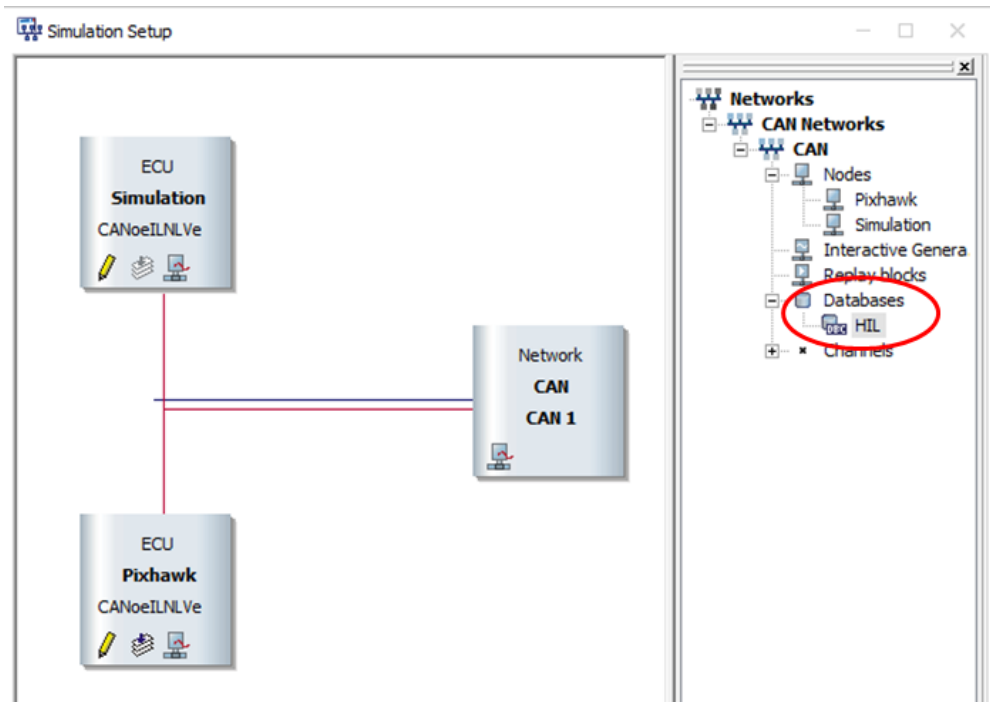 Simulation Setup
ECU
Simulation
CANoeILNLVe
Network
CAN
CAN 1
ECU
Pixhawk
CANoeILNLVe
Networks
CAN Networks
CAN
Nodes
Pixhawk
Simulation
Interactive Genera
Replay blocks
Databases
DBC HIL
Channels